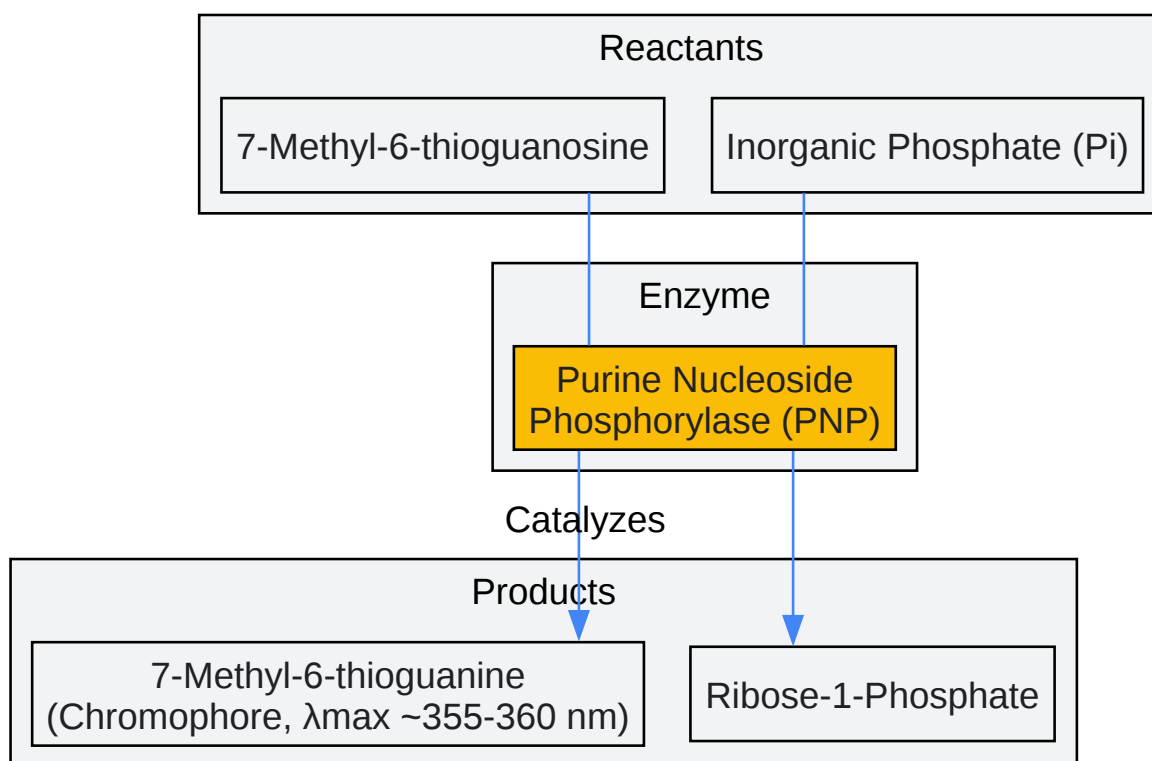 Reactants
7-Methyl-6-thioguanosine
Inorganic Phosphate (Pi)
Enzyme
Purine Nucleoside
Phosphorylase (PNP)
Catalyzes
Products
7-Methyl-6-thioguanine
(Chromophore, λmax ~355-360 nm)
Ribose-1-Phosphate